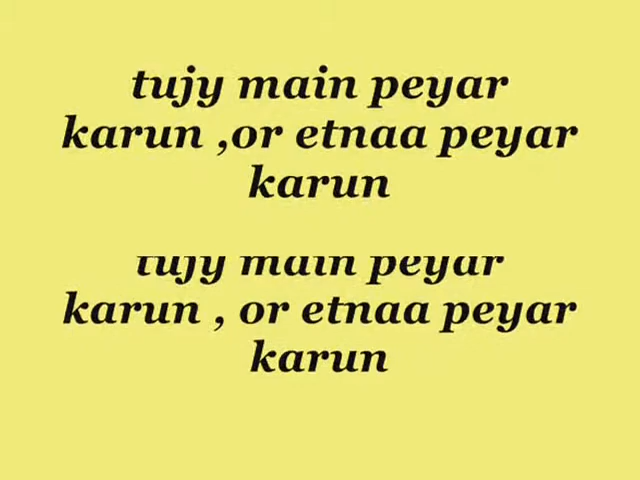 tujy main peyar
karun ,or etnaa peyar
karun
tujy main peyar
karun , or etnaa peyar
karun